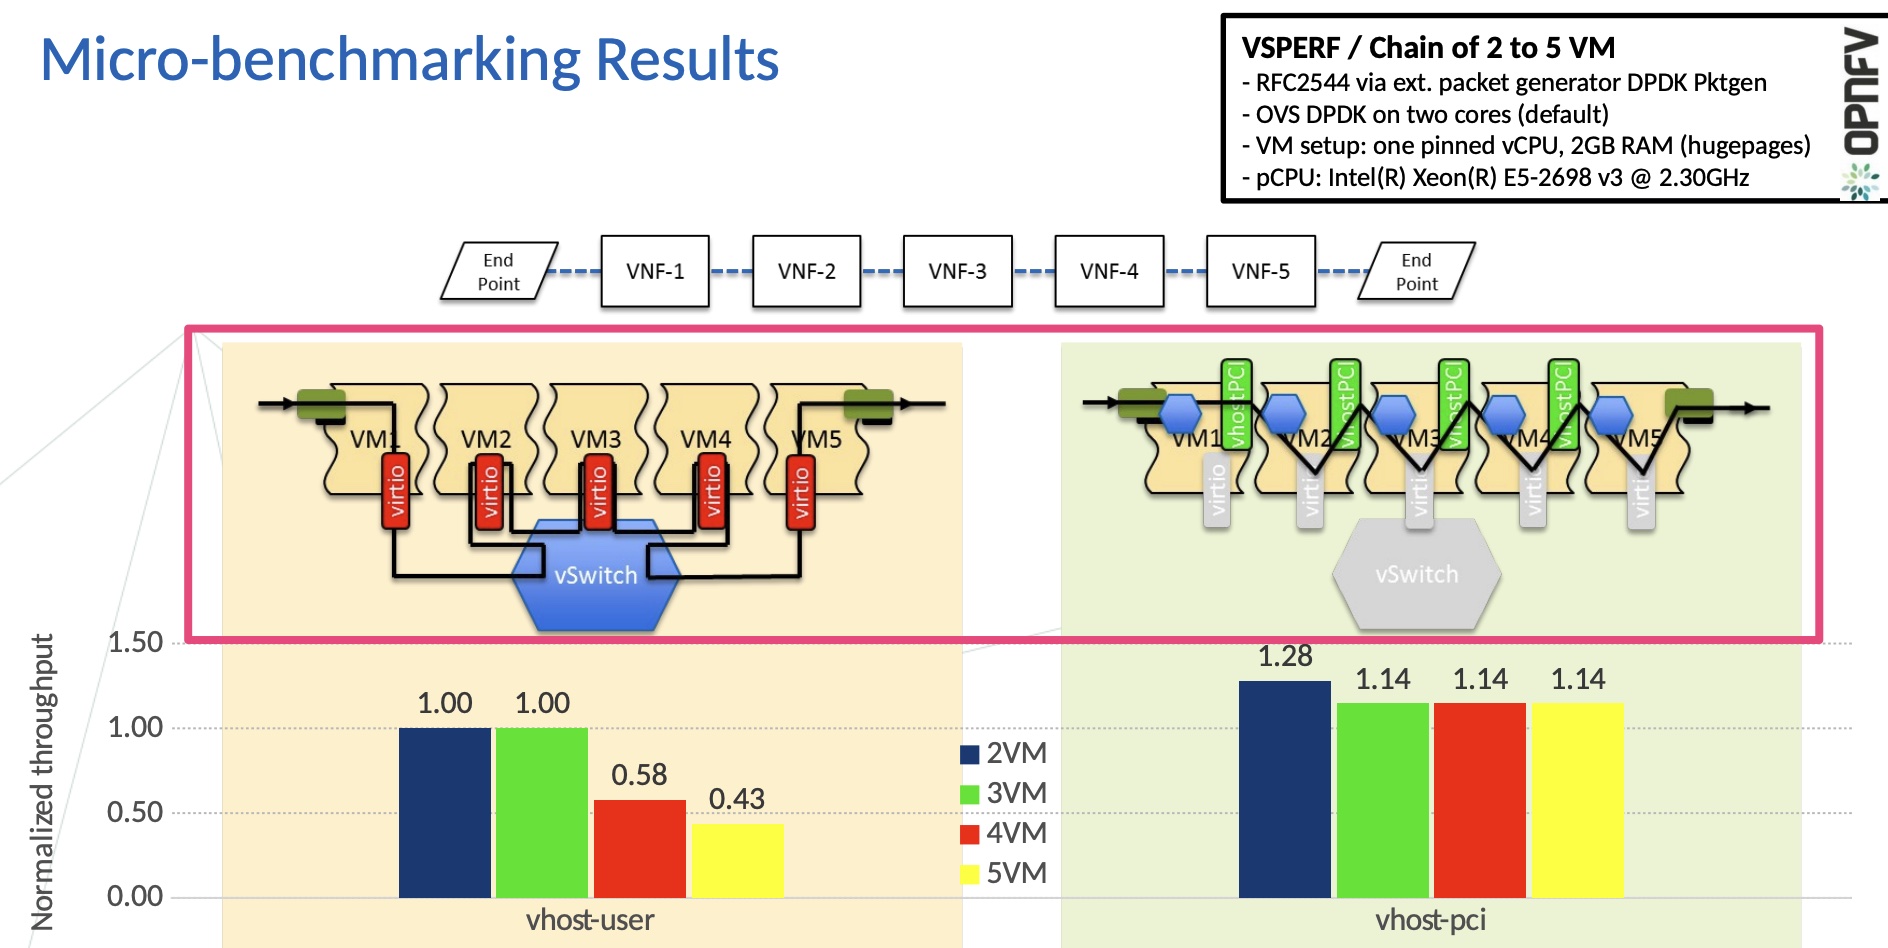 Micro-benchmarking Results
VSPERF / Chain of 2 to 5 VM
- RFC2544 via ext. packet generator DPDK Pktgen
- OVS DPDK on two cores (default)
- VM setup: one pinned vCPU, 2GB RAM (hugepages)
- pCPU: Intel(R) Xeon(R) E5-2698 v3 @ 2.30GHz
OPNFV
End
Point
VNF-1
VNF-2
VNF-3
VNF-4
VNF-5
End
Point
VM1
VM2
VM3
VM4
VM5
virtio
virtio
virtio
virtio
virtio
vSwitch
vhostPCI
vhostPCI
vhostPCI
vhostPCI
VM1
VM2
VM3
VM4
VM5
virtio
virtio
virtio
virtio
virtio
vSwitch
Normalized throughput
1.50
1.00
0.50
0.00
1.00
1.00
0.58
0.43
vhost-user
2VM
3VM
4VM
5VM
1.28
1.14
1.14
1.14
vhost-pci